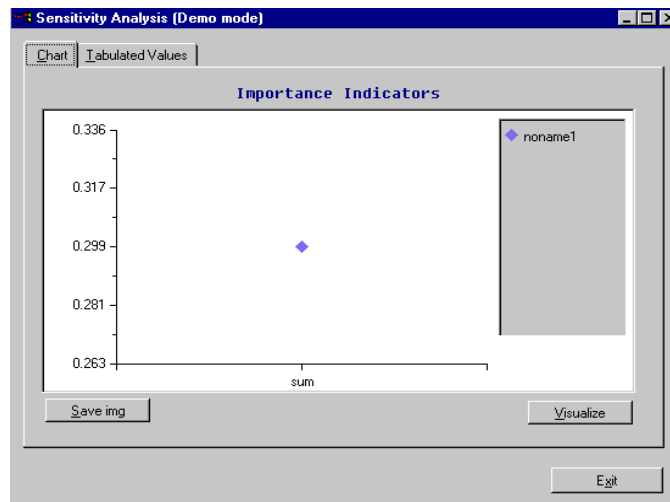 Sensitivity Analysis (Demo mode)
Chart Tabulated Values
Importance Indicators
0.336
0.317
0.299
0.281
0.263
sum
noname1
Save img
Visualize
Exit